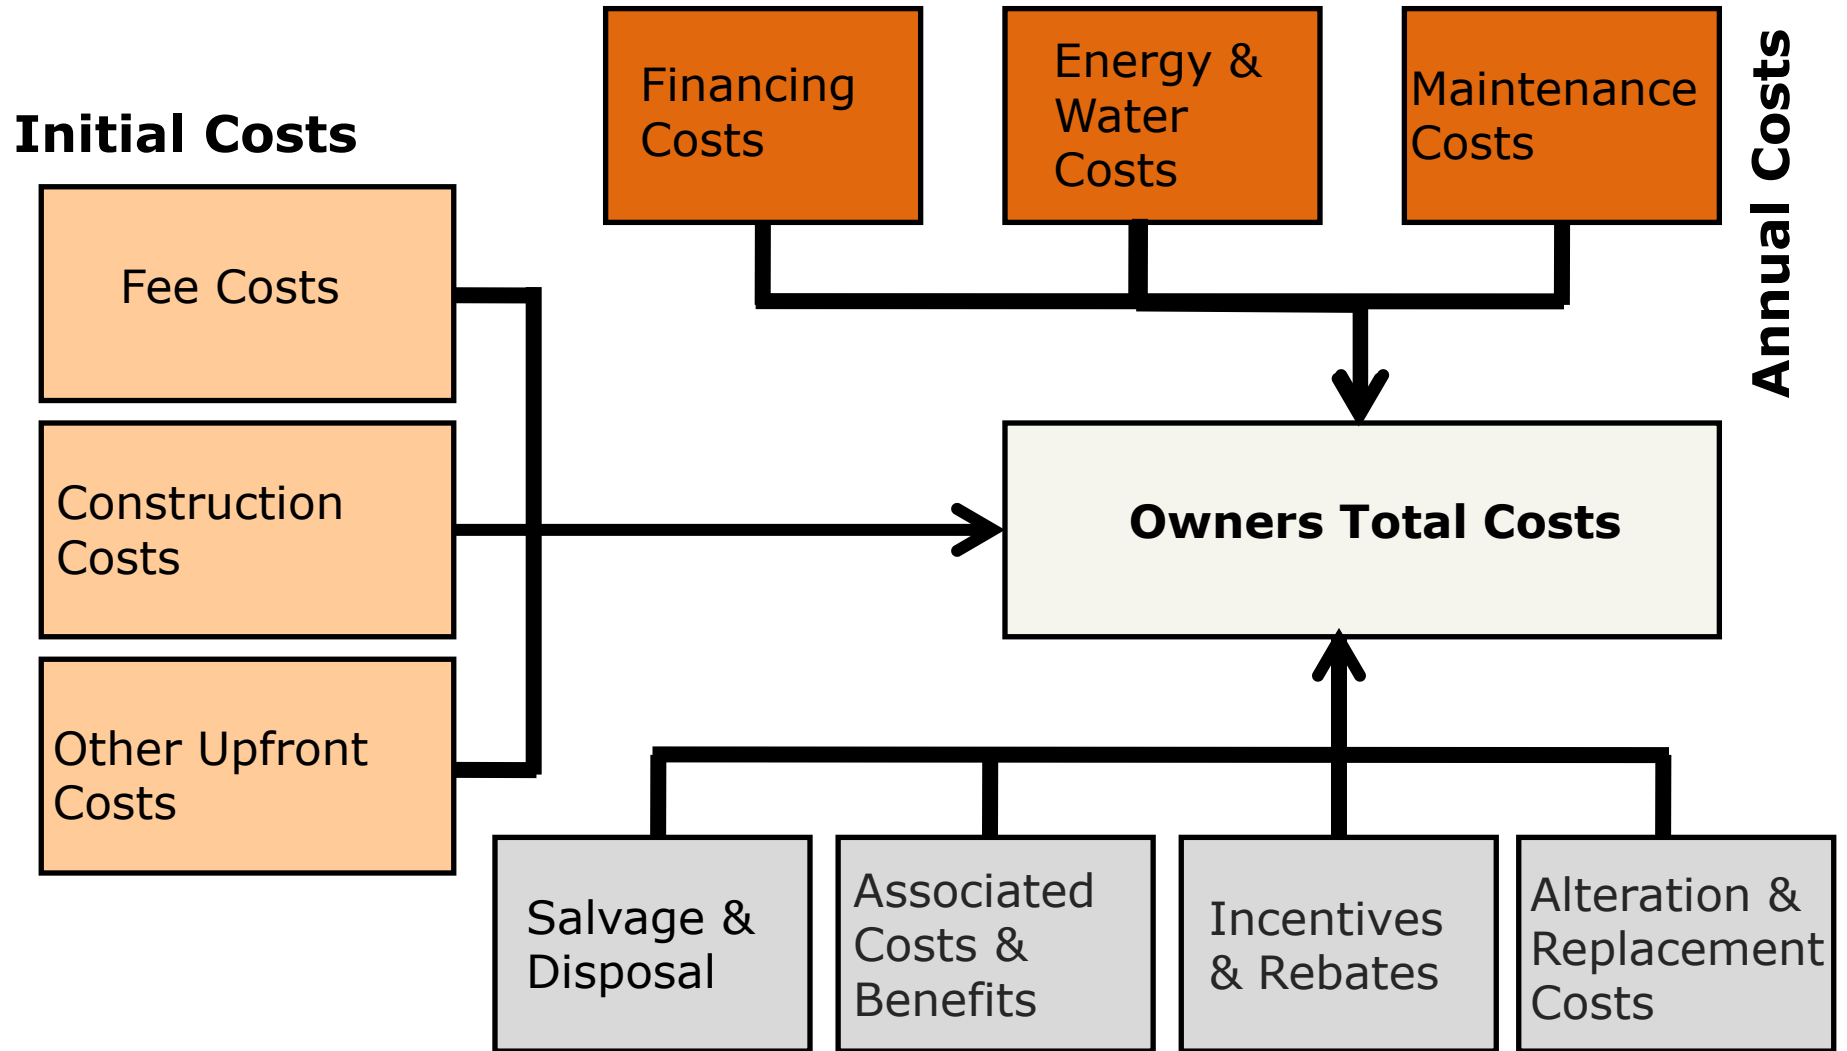 Initial Costs
Fee Costs
Construction
Costs
Other Upfront
Costs
Financing
Costs
Energy &
Water
Costs
Maintenance
Costs
Annual Costs
Owners Total Costs
Salvage &
Disposal
Associated
Costs &
Benefits
Incentives
& Rebates
Alteration &
Replacement
Costs